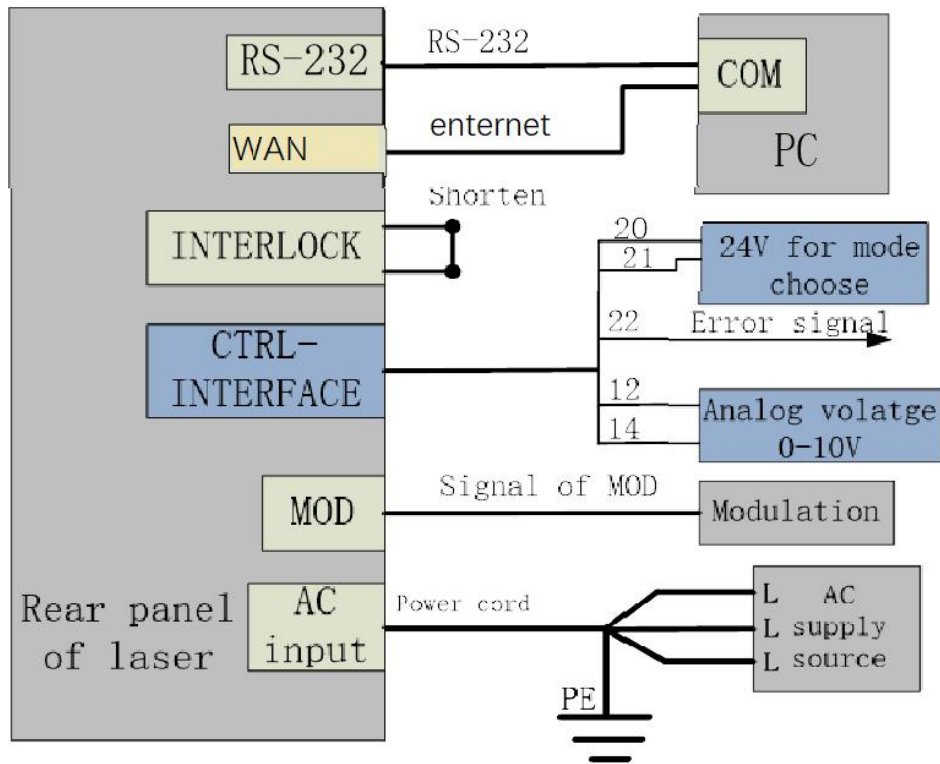 RS-232
RS-232
COM
PC
WAN
enternet
Shorten
INTERLOCK
20
21
24V for mode
choose
22
Error signal
CTRL-
INTERFACE
12
14
Analog volatge
0-10V
MOD
Signal of MOD
Modulation
Rear panel
of laser
AC
input
Power cord
PE
L
L
L
AC
supply
source